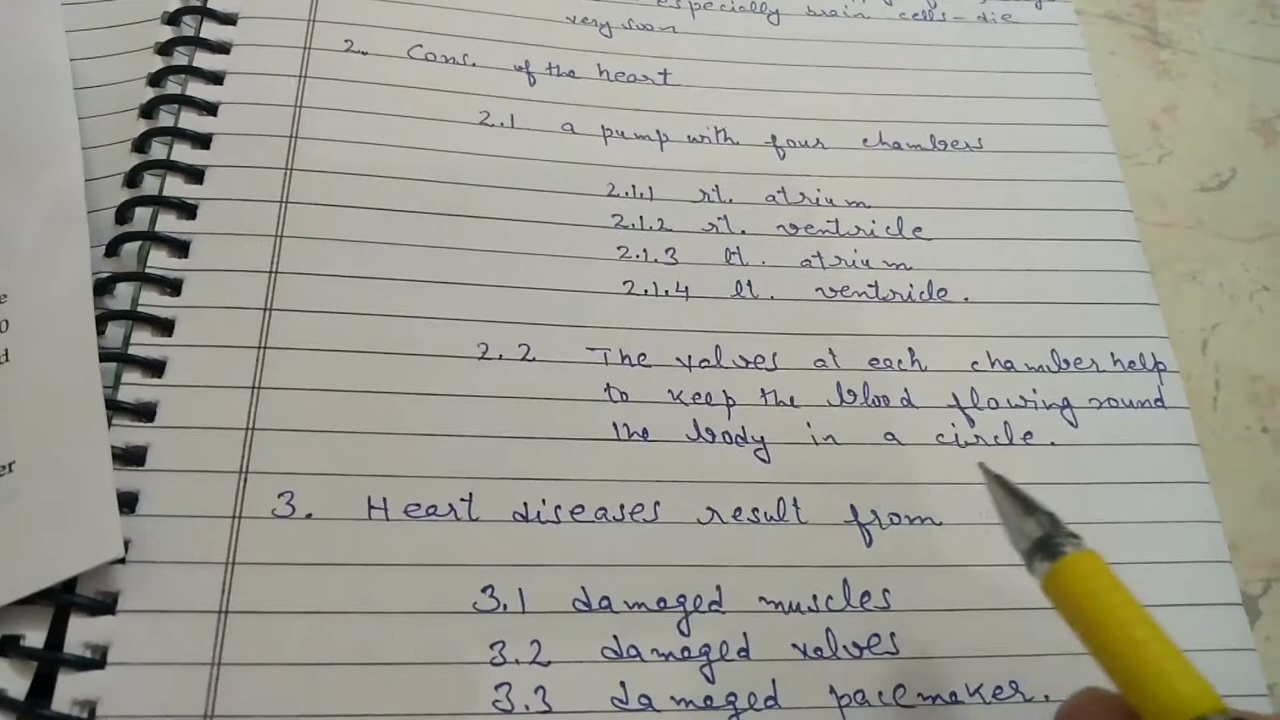 especially brain cells - die
very soon
2. Cons. of the heart
2.1 a pump with four chambers
2.1.1 rt. atrium
2.1.2 rt. ventricle
2.1.3 lt. atrium
2.1.4 lt. ventricle.
2.2 The valves at each chamber help
to keep the blood flowing round
the body in a circle.
3. Heart diseases result from
3.1 damaged muscles
3.2 damaged valves
3.3 damaged pacemaker.